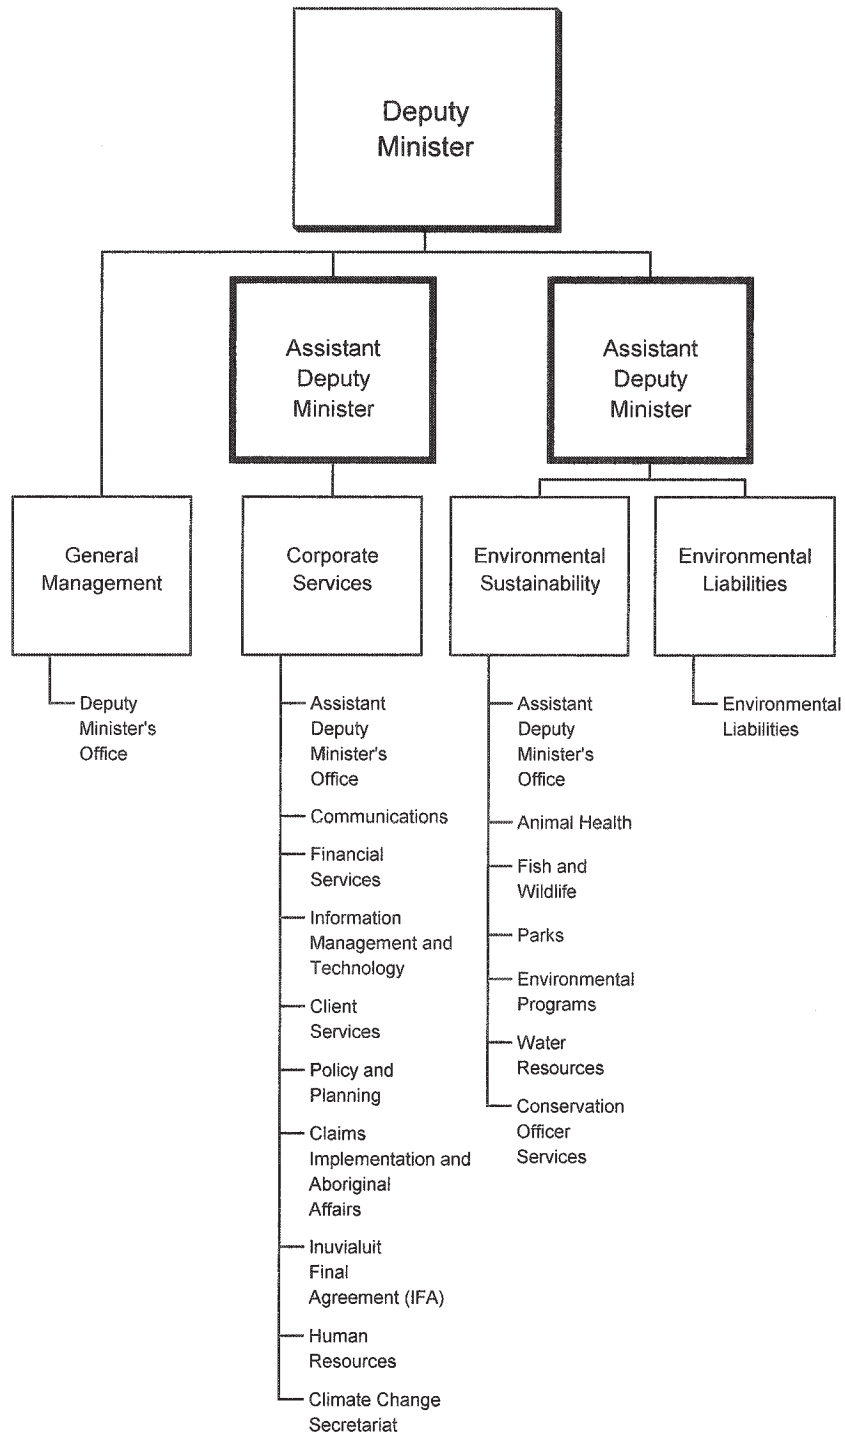 Deputy
Minister
Assistant
Deputy
Minister
Assistant
Deputy
Minister
General
Management
Corporate
Services
Environmental
Sustainability
Environmental
Liabilities
Deputy
Minister's
Office
Assistant
Deputy
Minister's
Office
Communications
Financial
Services
Information
Management and
Technology
Client
Services
Policy and
Planning
Claims
Implementation and
Aboriginal
Affairs
Inuvialuit
Final
Agreement (IFA)
Human
Resources
Climate Change
Secretariat
Assistant
Deputy
Minister's
Office
Animal Health
Fish and
Wildlife
Parks
Environmental
Programs
Water
Resources
Conservation
Officer
Services
Environmental
Liabilities